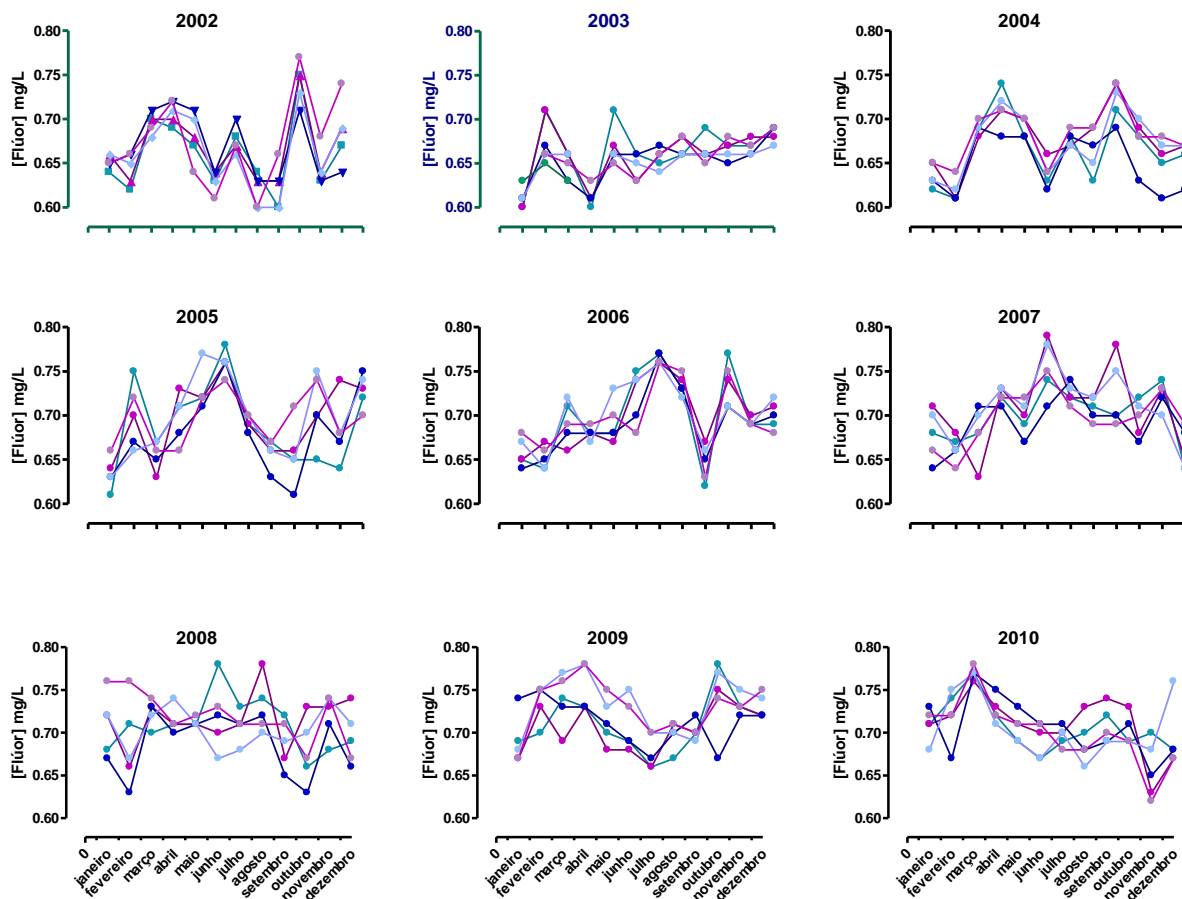 2002
[Flúor] mg/L
0.80
0.75
0.70
0.65
0.60
2003
[Flúor] mg/L
0.80
0.75
0.70
0.65
0.60
2004
[Flúor] mg/L
0.80
0.75
0.70
0.65
0.60
2005
[Flúor] mg/L
0.80
0.75
0.70
0.65
0.60
2006
[Flúor] mg/L
0.80
0.75
0.70
0.65
0.60
2007
[Flúor] mg/L
0.80
0.75
0.70
0.65
0.60
2008
[Flúor] mg/L
0.80
0.75
0.70
0.65
0.60
0
janeiro
fevereiro
março
abril
maio
junho
julho
agosto
setembro
outubro
novembro
dezembro
2009
[Flúor] mg/L
0.80
0.75
0.70
0.65
0.60
0
janeiro
fevereiro
março
abril
maio
junho
julho
agosto
setembro
outubro
novembro
dezembro
2010
[Flúor] mg/L
0.80
0.75
0.70
0.65
0.60
0
janeiro
fevereiro
março
abril
maio
junho
julho
agosto
setembro
outubro
novembro
dezembro